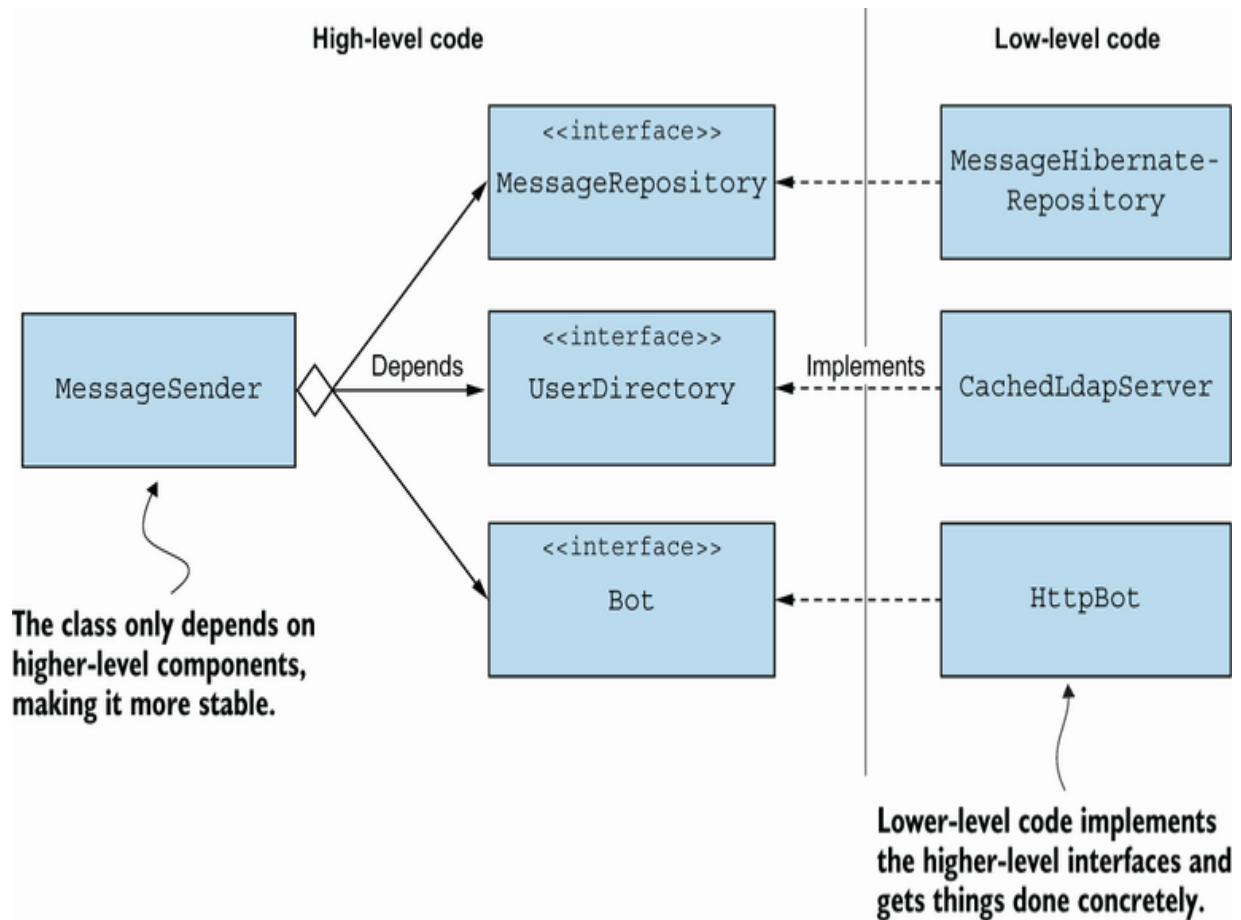 High-level code
Low-level code
<<interface>>
MessageRepository
MessageHibernate-
Repository
MessageSender
Depends
<<interface>>
UserDirectory
Implements
CachedLdapServer
<<interface>>
Bot
HttpBot
The class only depends on
higher-level components,
making it more stable.
Lower-level code implements
the higher-level interfaces and
gets things done concretely.